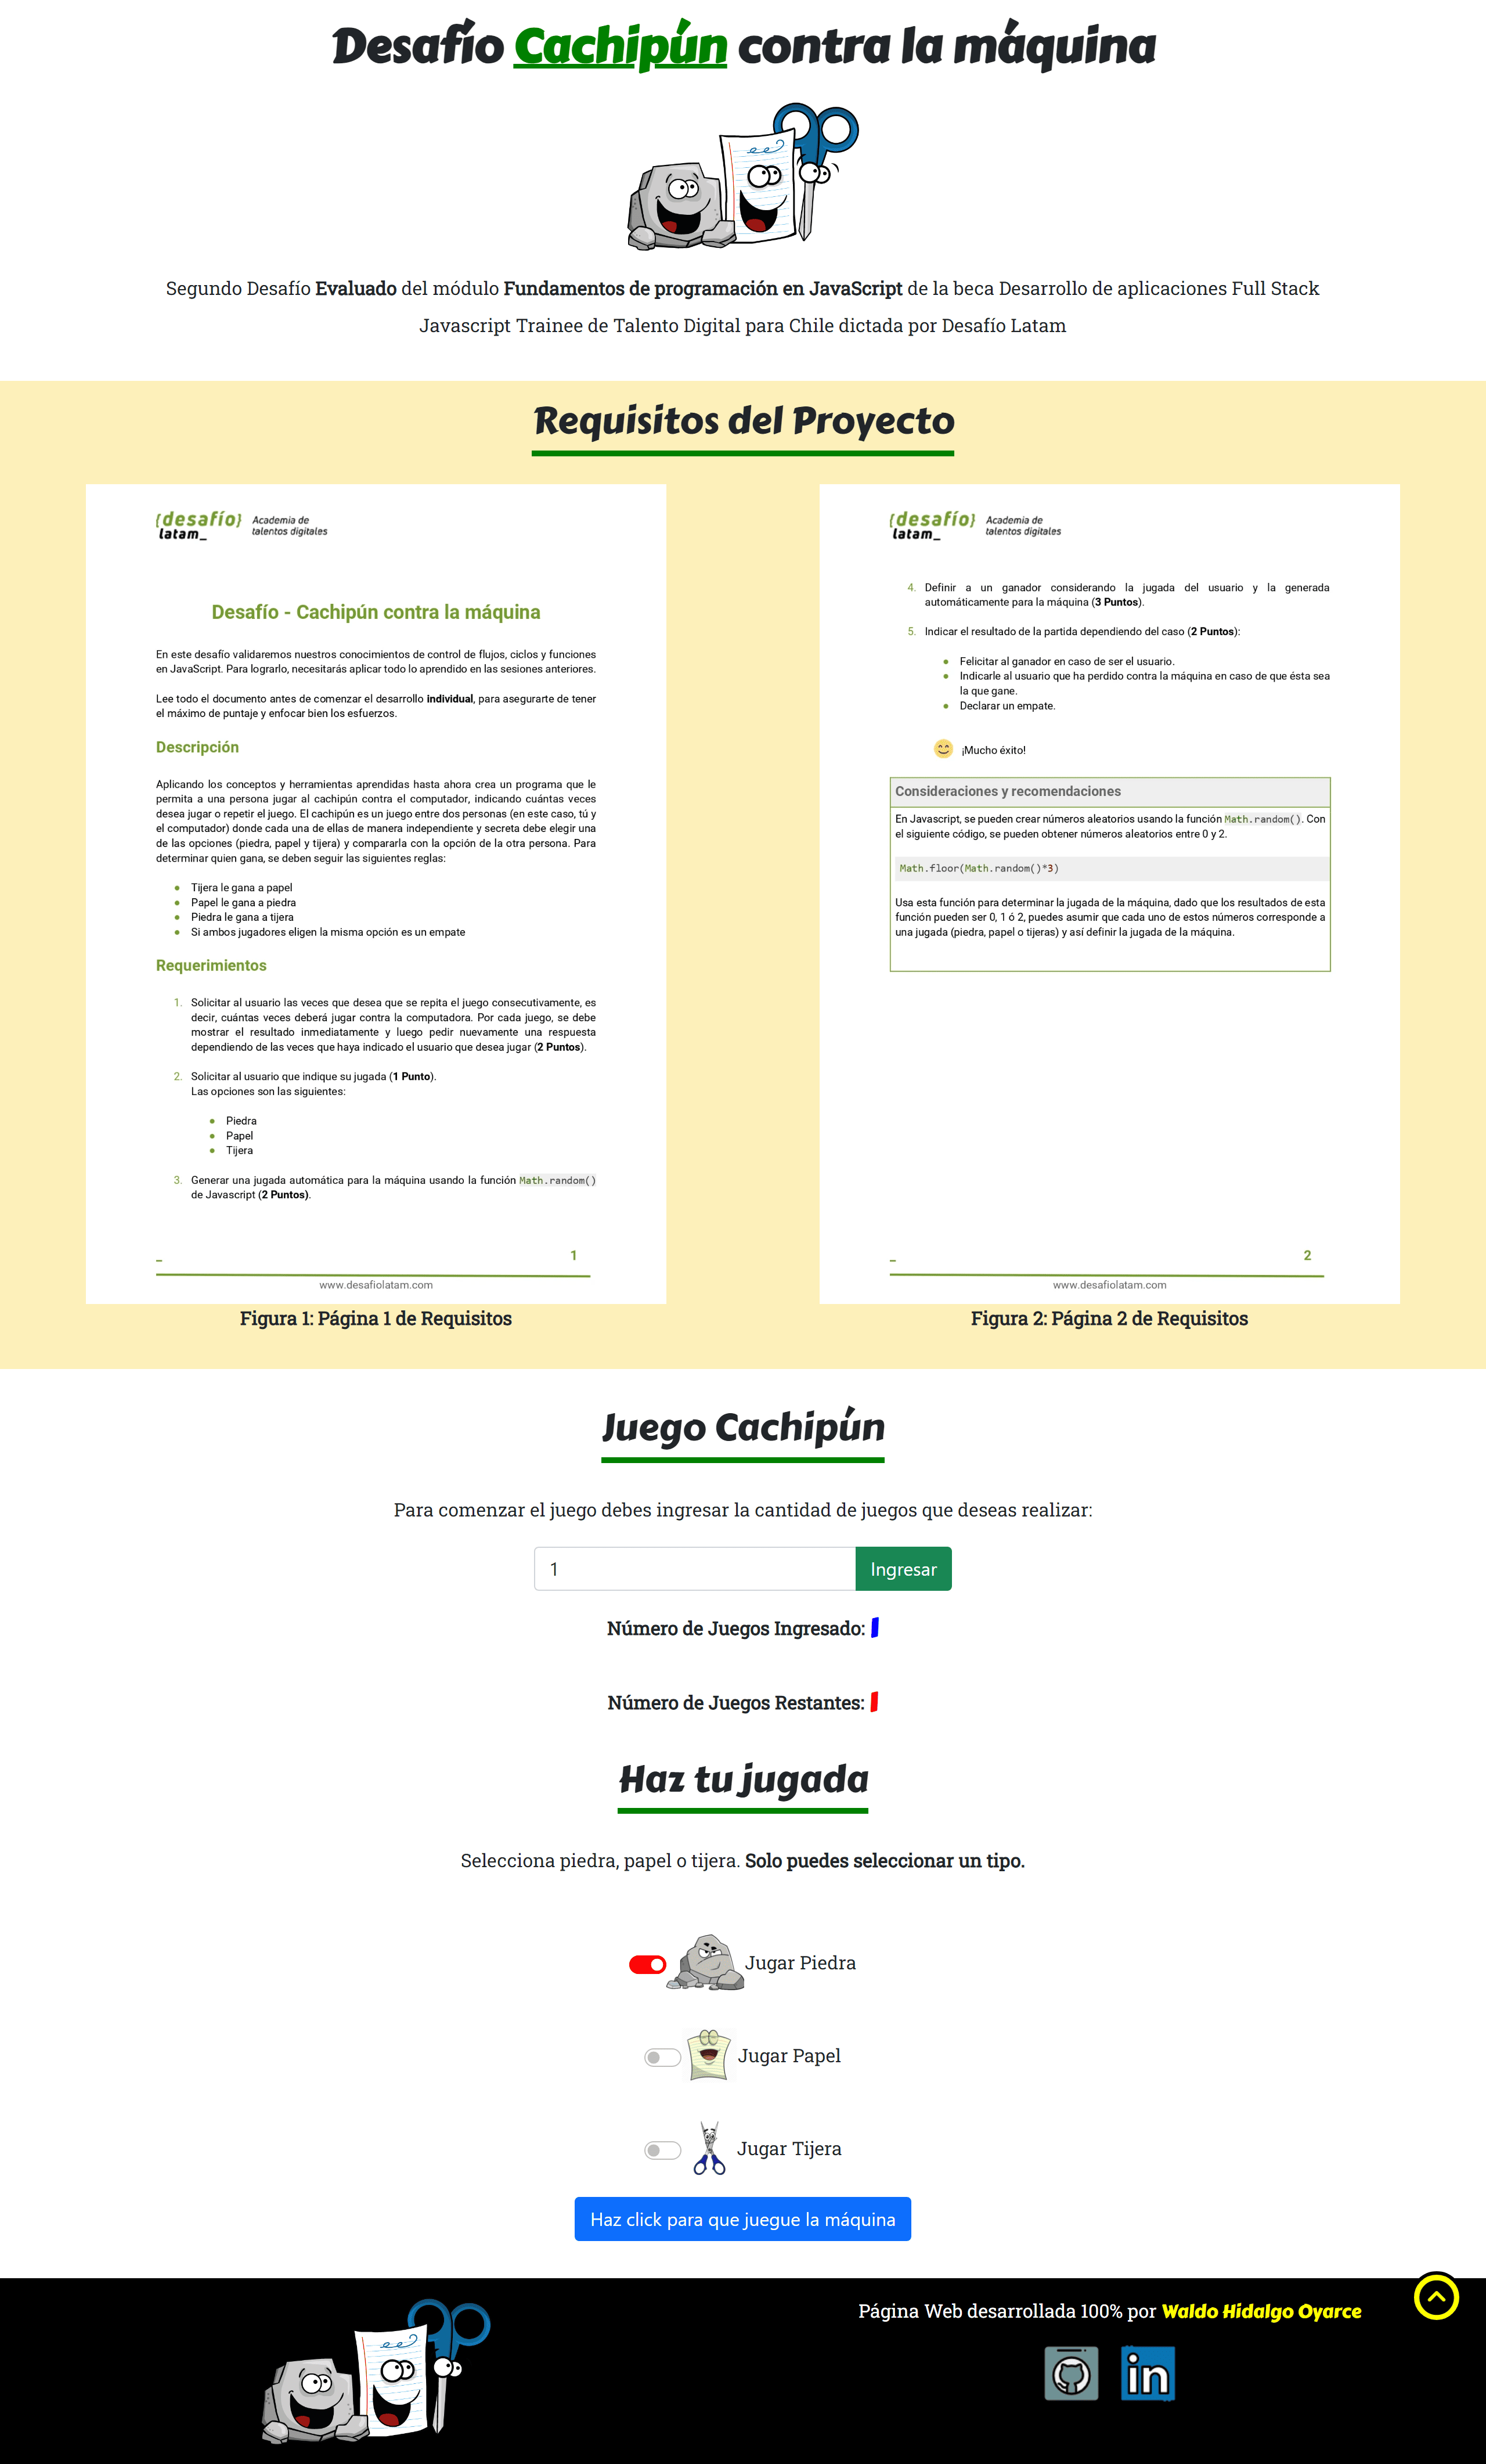 Desafío Cachipún contra la máquina
Segundo Desafío Evaluado del módulo Fundamentos de programación en JavaScript de la beca Desarrollo de aplicaciones Full Stack
Javascript Trainee de Talento Digital para Chile dictada por Desafío Latam
Requisitos del Proyecto
{desafío}
latam_
Academia de
talentos digitales
Desafío - Cachipún contra la máquina
En este desafío validaremos nuestros conocimientos de control de flujos, ciclos y funciones
en JavaScript. Para lograrlo, necesitarás aplicar todo lo aprendido en las sesiones anteriores.
Lee todo el documento antes de comenzar el desarrollo individual, para asegurarte de tener
el máximo de puntaje y enfocar bien los esfuerzos.
Descripción
Aplicando los conceptos y herramientas aprendidas hasta ahora crea un programa que le
permita a una persona jugar al cachipún contra el computador, indicando cuántas veces
desea jugar o repetir el juego. El cachipún es un juego entre dos personas (en este caso, tú y
el computador) donde cada una de ellas de manera independiente y secreta debe elegir una
de las opciones (piedra, papel y tijera) y compararla con la opción de la otra persona. Para
determinar quien gana, se deben seguir las siguientes reglas:
● Tijera le gana a papel
● Papel le gana a piedra
● Piedra le gana a tijera
● Si ambos jugadores eligen la misma opción es un empate
Requerimientos
1. Solicitar al usuario las veces que desea que se repita el juego consecutivamente, es
decir, cuántas veces deberá jugar contra la computadora. Por cada juego, se debe
mostrar el resultado inmediatamente y luego pedir nuevamente una respuesta
dependiendo de las veces que haya indicado el usuario que desea jugar (2 Puntos).
2. Solicitar al usuario que indique su jugada (1 Punto).
Las opciones son las siguientes:
● Piedra
● Papel
● Tijera
3. Generar una jugada automática para la máquina usando la función Math.random()
de Javascript (2 Puntos).
_ 1
www.desafiolatam.com
Figura 1: Página 1 de Requisitos
{desafío}
latam_
Academia de
talentos digitales
4. Definir a un ganador considerando la jugada del usuario y la generada
automáticamente para la máquina (3 Puntos).
5. Indicar el resultado de la partida dependiendo del caso (2 Puntos):
● Felicitar al ganador en caso de ser el usuario.
● Indicarle al usuario que ha perdido contra la máquina en caso de que ésta sea
la que gane.
● Declarar un empate.
😊 ¡Mucho éxito!
Consideraciones y recomendaciones
En Javascript, se pueden crear números aleatorios usando la función Math.random(). Con
el siguiente código, se pueden obtener números aleatorios entre 0 y 2.
Math.floor(Math.random()*3)
Usa esta función para determinar la jugada de la máquina, dado que los resultados de esta
función pueden ser 0, 1 ó 2, puedes asumir que cada uno de estos números corresponde a
una jugada (piedra, papel o tijeras) y así definir la jugada de la máquina.
_ 2
www.desafiolatam.com
Figura 2: Página 2 de Requisitos
Juego Cachipún
Para comenzar el juego debes ingresar la cantidad de juegos que deseas realizar:
1 Ingresar
Número de Juegos Ingresado: 1
Número de Juegos Restantes: 1
Haz tu jugada
Selecciona piedra, papel o tijera. Solo puedes seleccionar un tipo.
Jugar Piedra
Jugar Papel
Jugar Tijera
Haz click para que juegue la máquina
Página Web desarrollada 100% por Waldo Hidalgo Oyarce
in